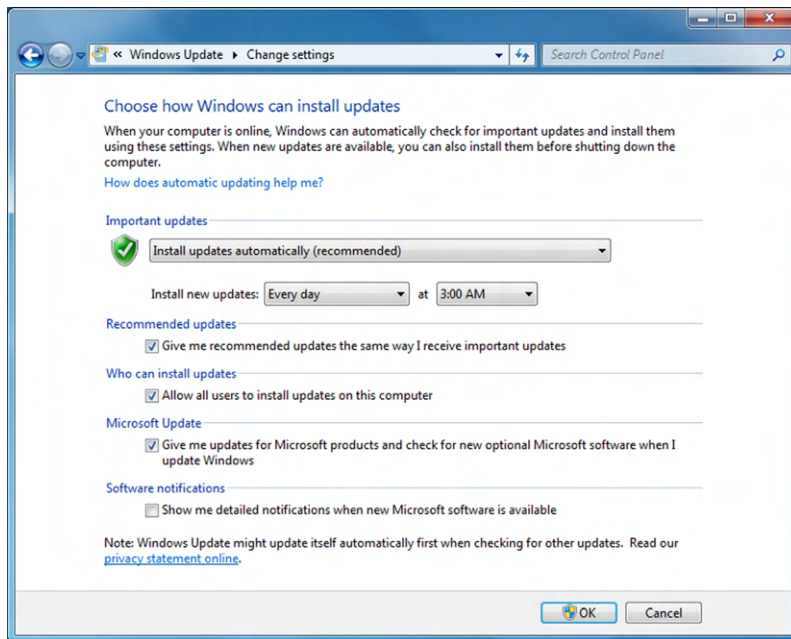 « Windows Update ▸ Change settings
Search Control Panel
Choose how Windows can install updates
When your computer is online, Windows can automatically check for important updates and install them
using these settings. When new updates are available, you can also install them before shutting down the
computer.
How does automatic updating help me?
Important updates
Install updates automatically (recommended)
Install new updates: Every day at 3:00 AM
Recommended updates
Give me recommended updates the same way I receive important updates
Who can install updates
Allow all users to install updates on this computer
Microsoft Update
Give me updates for Microsoft products and check for new optional Microsoft software when I
update Windows
Software notifications
Show me detailed notifications when new Microsoft software is available
Note: Windows Update might update itself automatically first when checking for other updates. Read our
privacy statement online.
OK Cancel